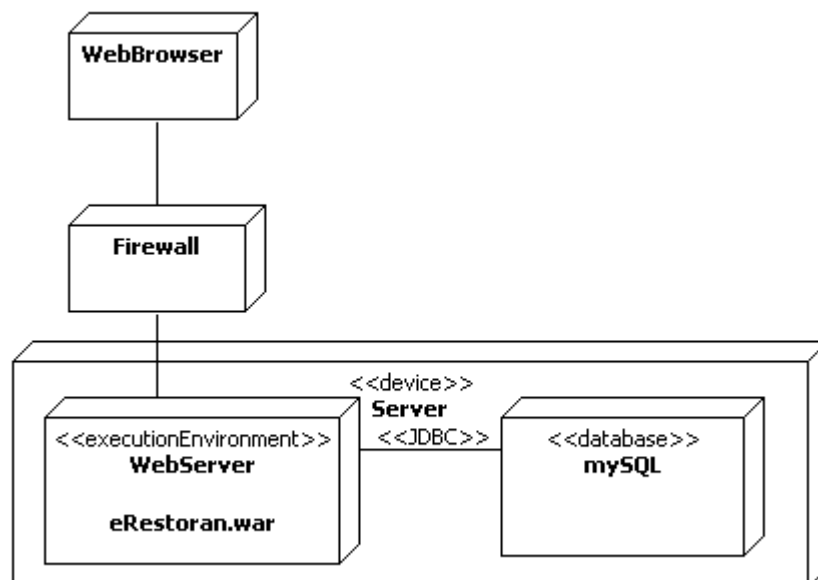 WebBrowser
Firewall
<<device>>
Server
<<executionEnvironment>>
WebServer
eRestoran.war
<<JDBC>>
<<database>>
mySQL